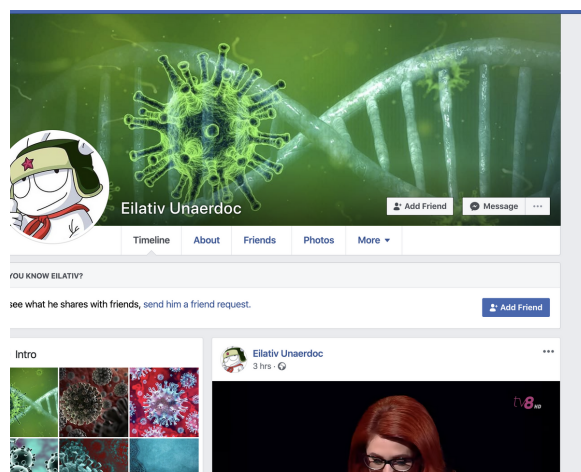 Eilativ Unaerdoc
Add Friend
Message
Timeline About Friends Photos More
YOU KNOW EILATIV?
see what he shares with friends, send him a friend request.
Add Friend
Intro
Eilativ Unaerdoc
3 hrs ·
tv8 HD